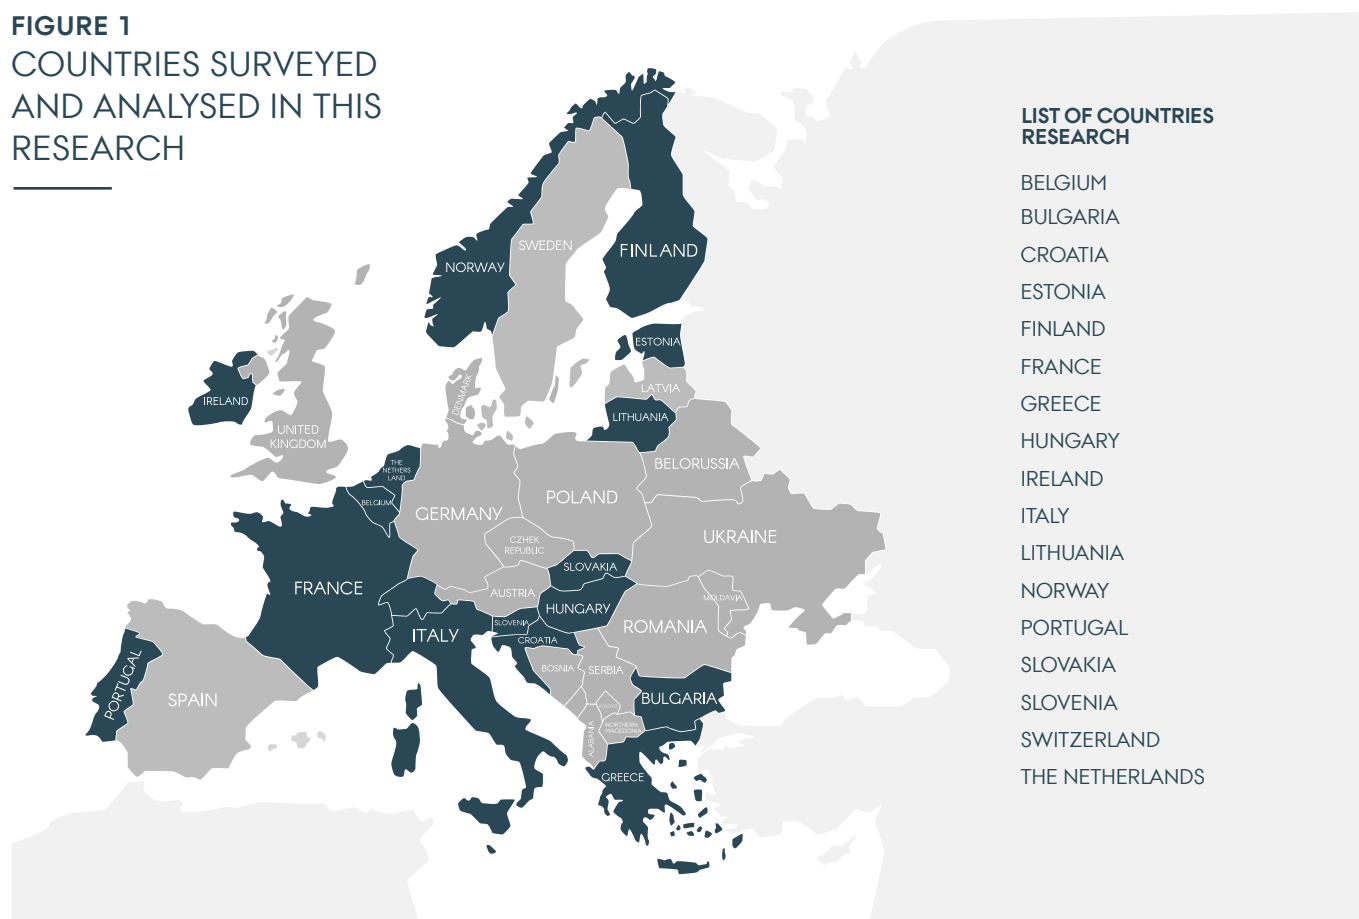 FIGURE 1
COUNTRIES SURVEYED
AND ANALYSED IN THIS
RESEARCH
LIST OF COUNTRIES
RESEARCH
BELGIUM
BULGARIA
CROATIA
ESTONIA
FINLAND
FRANCE
GREECE
HUNGARY
IRELAND
ITALY
LITHUANIA
NORWAY
PORTUGAL
SLOVAKIA
SLOVENIA
SWITZERLAND
THE NETHERLANDS
SWEDEN
FINLAND
NORWAY
ESTONIA
LATVIA
DENMARK
IRELAND
LITHUANIA
UNITED
KINGDOM
BELORUSSIA
THE
NETHERS
LAND
BELGIUM
POLAND
GERMANY
UKRAINE
CZHEK
REPUBLIC
SLOVAKIA
FRANCE
AUSTRIA
MOLDAVIA
HUNGARY
SLOVENIA
ROMANIA
ITALY
CROATIA
BOSNIA
SERBIA
PORTUGAL
SPAIN
BULGARIA
NORTHERN
MACEDONIA
ALABANIA
GREECE